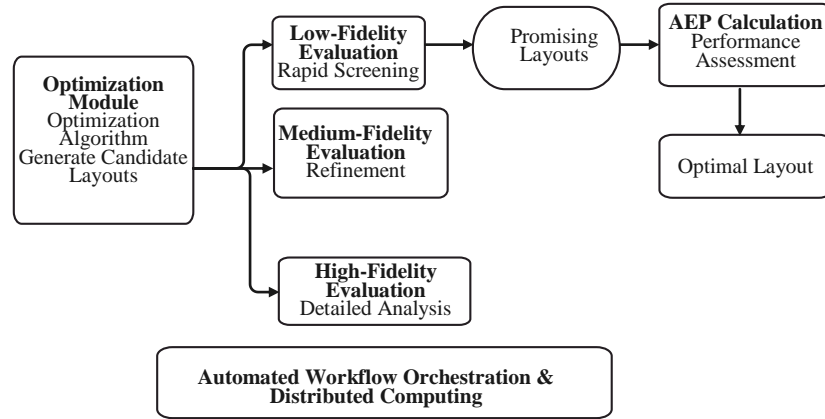 Optimization
Module
Optimization
Algorithm
Generate Candidate
Layouts
Low-Fidelity
Evaluation
Rapid Screening
Promising
Layouts
AEP Calculation
Performance
Assessment
Medium-Fidelity
Evaluation
Refinement
Optimal Layout
High-Fidelity
Evaluation
Detailed Analysis
Automated Workflow Orchestration &
Distributed Computing